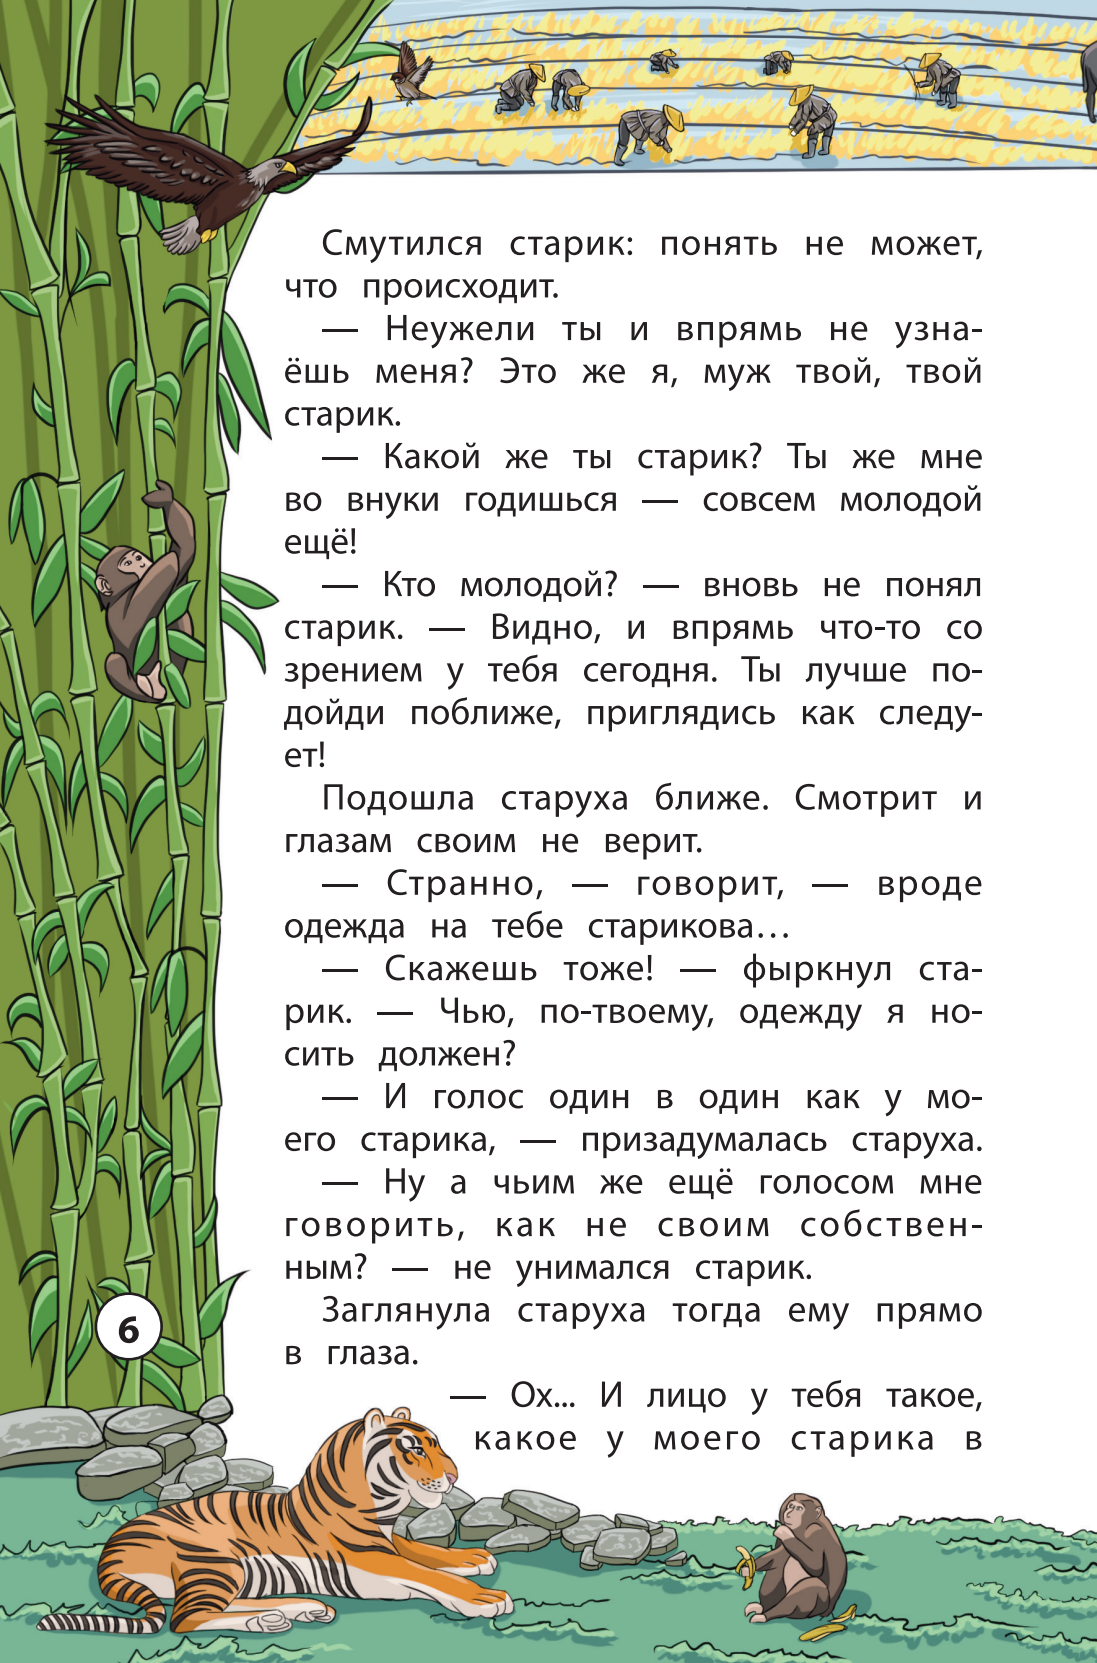 Смутился старик: понять не может,
что происходит.
— Неужели ты и впрямь не узна-
ёшь меня? Это же я, муж твой, твой
старик.
— Какой же ты старик? Ты же мне
во внуки годишься — совсем молодой
ещё!
— Кто молодой? — вновь не понял
старик. — Видно, и впрямь что-то со
зрением у тебя сегодня. Ты лучше по-
дойди поближе, приглядись как следу-
ет!
Подошла старуха ближе. Смотрит и
глазам своим не верит.
— Странно, — говорит, — вроде
одежда на тебе старикова…
— Скажешь тоже! — фыркнул ста-
рик. — Чью, по-твоему, одежду я но-
сить должен?
— И голос один в один как у мо-
его старика, — призадумалась старуха.
— Ну а чьим же ещё голосом мне
говорить, как не своим собствен-
ным? — не унимался старик.
Заглянула старуха тогда ему прямо
в глаза.
— Ох... И лицо у тебя такое,
какое у моего старика в
6